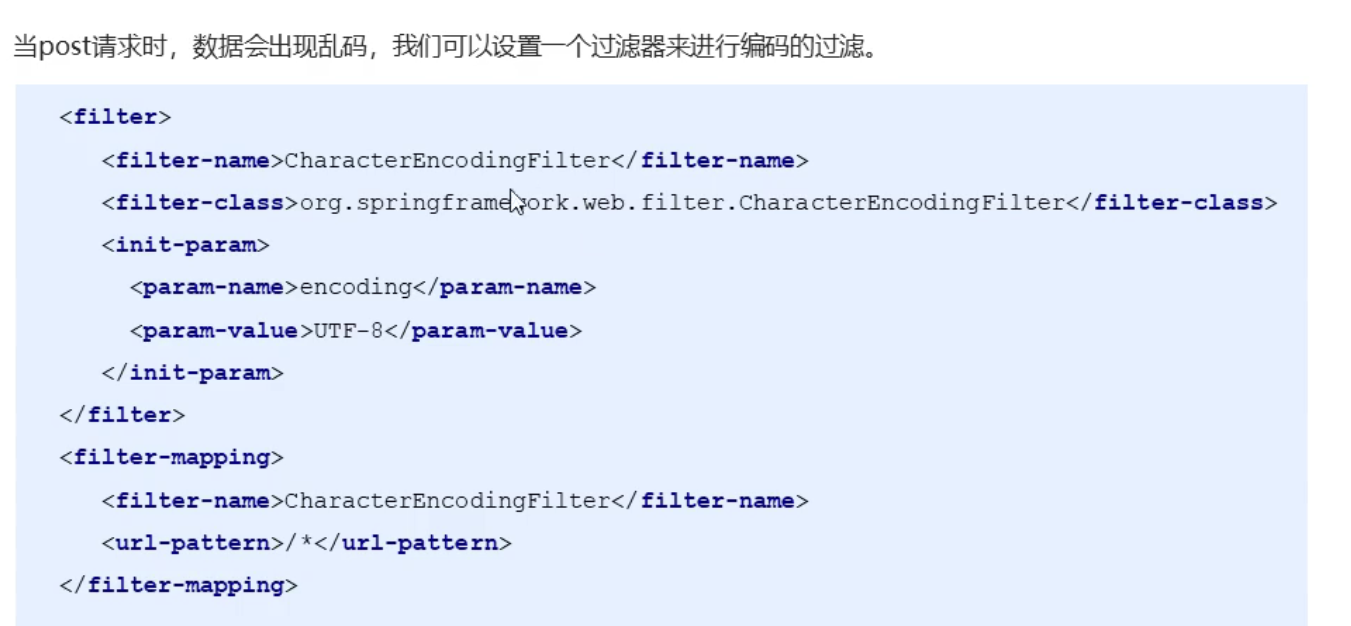 当post请求时，数据会出现乱码，我们可以设置一个过滤器来进行编码的过滤。
<filter>
<filter-name>CharacterEncodingFilter</filter-name>
<filter-class>org.springframework.web.filter.CharacterEncodingFilter</filter-class>
<init-param>
<param-name>encoding</param-name>
<param-value>UTF-8</param-value>
</init-param>
</filter>
<filter-mapping>
<filter-name>CharacterEncodingFilter</filter-name>
<url-pattern>/*</url-pattern>
</filter-mapping>